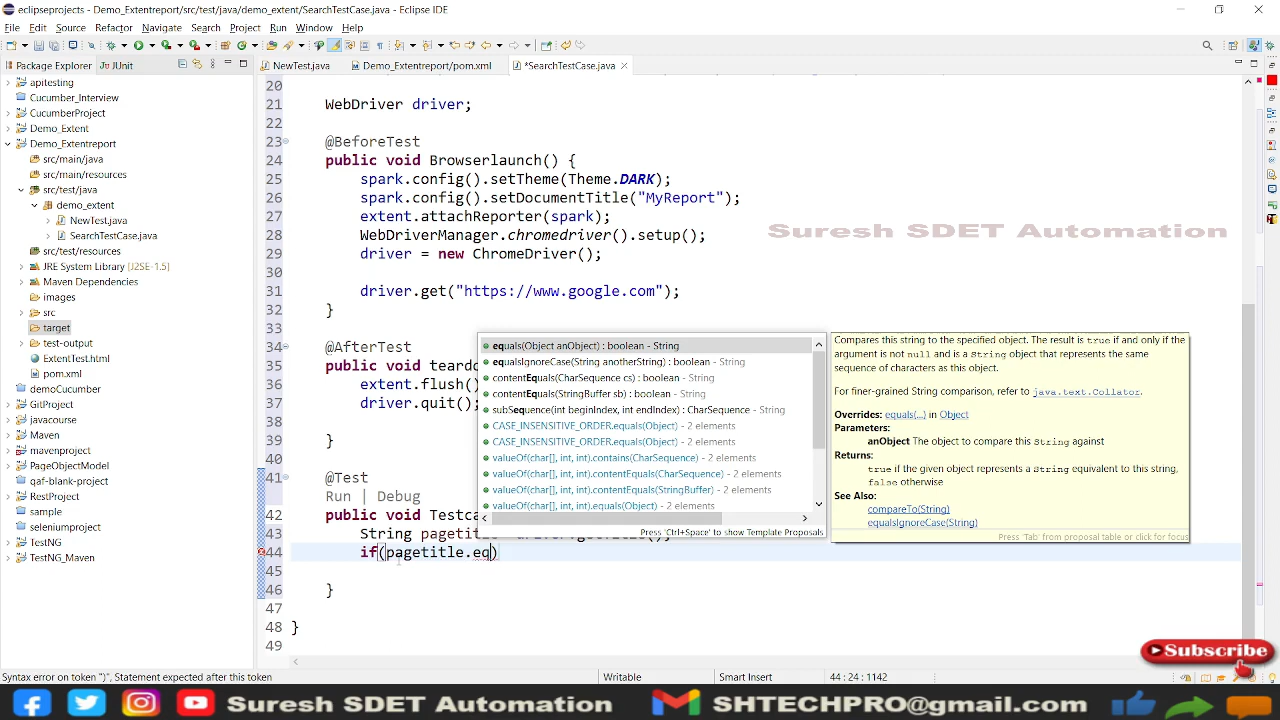 eclipseprojects - Demo_Extentreport/src/test/java/demo_extent/SearchTestCase.java - Eclipse IDE
File Edit Source Refactor Navigate Search Project Run Window Help
Package Explorer JUnit
NewTest.java Demo_Extentreport/pom.xml *SearchTestCase.java
apitesting
Cucumber_Interview
CucumberProject
Demo_Extent
Demo_Extentreport
src/main/java
src/main/resources
src/test/java
demo_extent
NewTest.java
SearchTestCase.java
src/test/resources
JRE System Library [J2SE-1.5]
Maven Dependencies
images
src
target
test-output
ExtentTest.html
pom.xml
demoCucumber
GitProject
javacourse
Maven
mavenproject
PageObjectModel
qaf-blank-project
RestProject
sample
seleniumproject
TestNG
TestNG_Maven
20
21 WebDriver driver;
22
23 @BeforeTest
24 public void Browserlaunch() {
25 spark.config().setTheme(Theme.DARK);
26 spark.config().setDocumentTitle("MyReport");
27 extent.attachReporter(spark);
28 WebDriverManager.chromedriver().setup();
29 driver = new ChromeDriver();
30
31 driver.get("https://www.google.com");
32 }
33
34 @AfterTest
35 public void teardo
36 extent.flush()
37 driver.quit();
38
39 }
40
41 @Test
Run | Debug
42 public void Testca
43 String pagetitle
44 if(pagetitle.eq)
45
46 }
47
48 }
49
Suresh SDET Automation
equals(Object anObject) : boolean - String
equalsIgnoreCase(String anotherString) : boolean - String
contentEquals(CharSequence cs) : boolean - String
contentEquals(StringBuffer sb) : boolean - String
subSequence(int beginIndex, int endIndex) : CharSequence - String
CASE_INSENSITIVE_ORDER.equals(Object) - 2 elements
CASE_INSENSITIVE_ORDER.equals(Object) - 2 elements
valueOf(char[], int, int).contains(CharSequence) - 2 elements
valueOf(char[], int, int).contentEquals(CharSequence) - 2 elements
valueOf(char[], int, int).contentEquals(StringBuffer) - 2 elements
valueOf(char[], int, int).equals(Object) - 2 elements
Press 'Ctrl+Space' to show Template Proposals
Compares this string to the specified object. The result is true if and only if the
argument is not null and is a String object that represents the same
sequence of characters as this object.
For finer-grained String comparison, refer to java.text.Collator.
Overrides: equals(...) in Object
Parameters:
anObject The object to compare this String against
Returns:
true if the given object represents a String equivalent to this string,
false otherwise
See Also:
compareTo(String)
equalsIgnoreCase(String)
Press 'Tab' from proposal table or click for focus
Subscribe
Syntax error on token ")", Statement expected after this token Writable Smart Insert 44 : 24 : 1142
Suresh SDET Automation SHTECHPRO@gmail.com